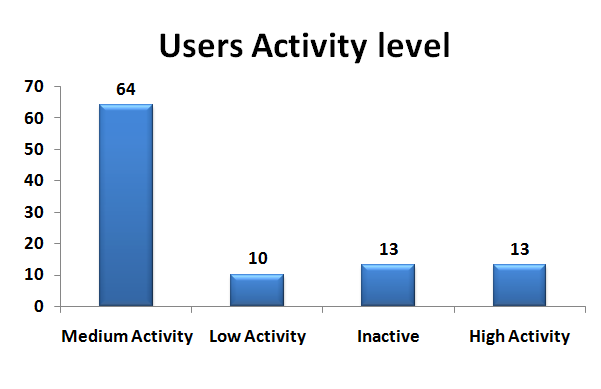 Users Activity level
70
60
50
40
30
20
10
0
64
10
13
13
Medium Activity
Low Activity
Inactive
High Activity